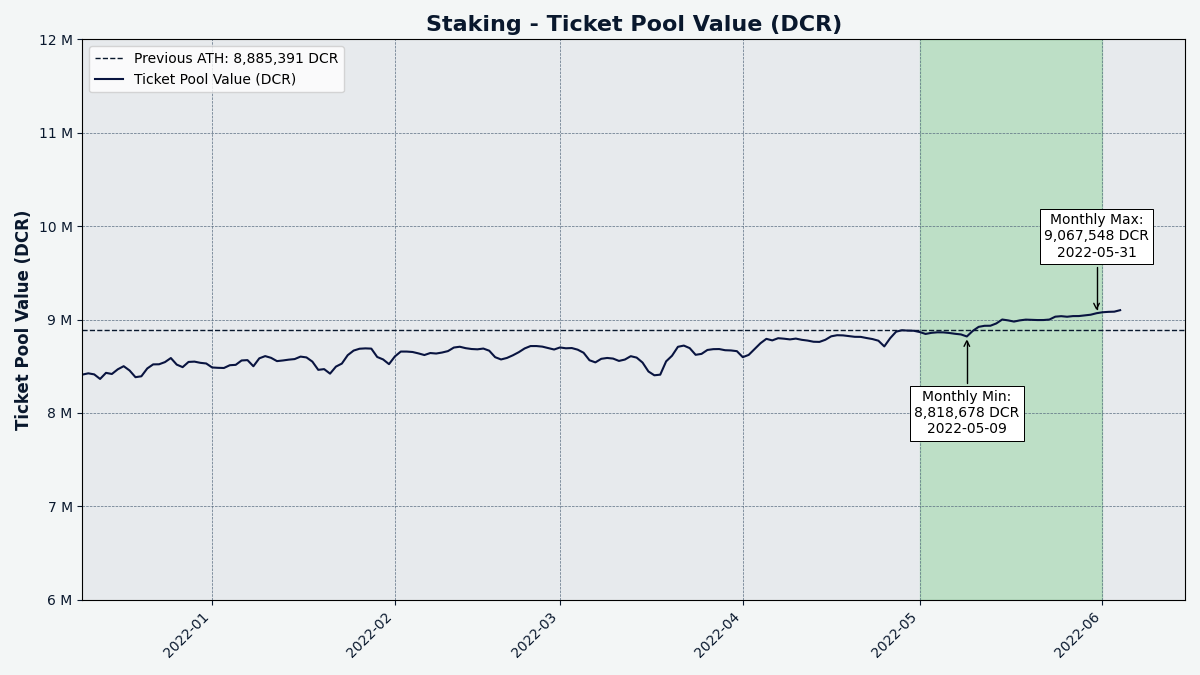 Staking - Ticket Pool Value (DCR)
Previous ATH: 8,885,391 DCR
Ticket Pool Value (DCR)
Ticket Pool Value (DCR)
12 M
11 M
10 M
9 M
8 M
7 M
6 M
Monthly Max:
9,067,548 DCR
2022-05-31
Monthly Min:
8,818,678 DCR
2022-05-09
2022-01
2022-02
2022-03
2022-04
2022-05
2022-06